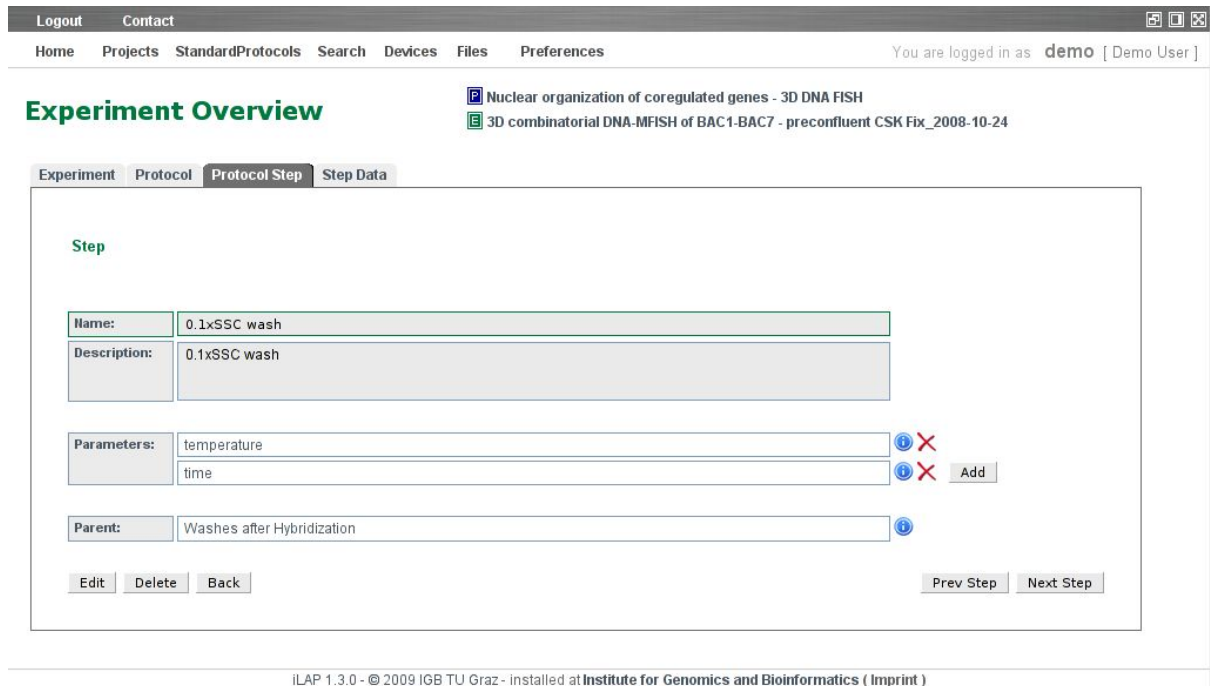 Logout Contact
Home Projects StandardProtocols Search Devices Files Preferences You are logged in as demo [ Demo User ]
Experiment Overview
P Nuclear organization of coregulated genes - 3D DNA FISH
E 3D combinatorial DNA-MFISH of BAC1-BAC7 - preconfluent CSK Fix_2008-10-24
Experiment Protocol Protocol Step Step Data
Step
Name: 0.1xSSC wash
Description: 0.1xSSC wash
Parameters: temperature
time Add
Parent: Washes after Hybridization
Edit Delete Back Prev Step Next Step
iLAP 1.3.0 - © 2009 IGB TU Graz - installed at Institute for Genomics and Bioinformatics ( Imprint )